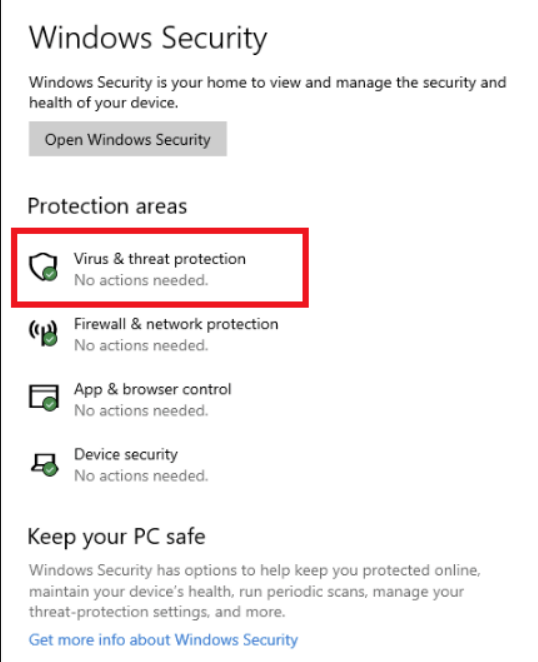 Windows Security
Windows Security is your home to view and manage the security and
health of your device.
Open Windows Security
Protection areas
Virus & threat protection
No actions needed.
Firewall & network protection
No actions needed.
App & browser control
No actions needed.
Device security
No actions needed.
Keep your PC safe
Windows Security has options to help keep you protected online,
maintain your device's health, run periodic scans, manage your
threat-protection settings, and more.
Get more info about Windows Security